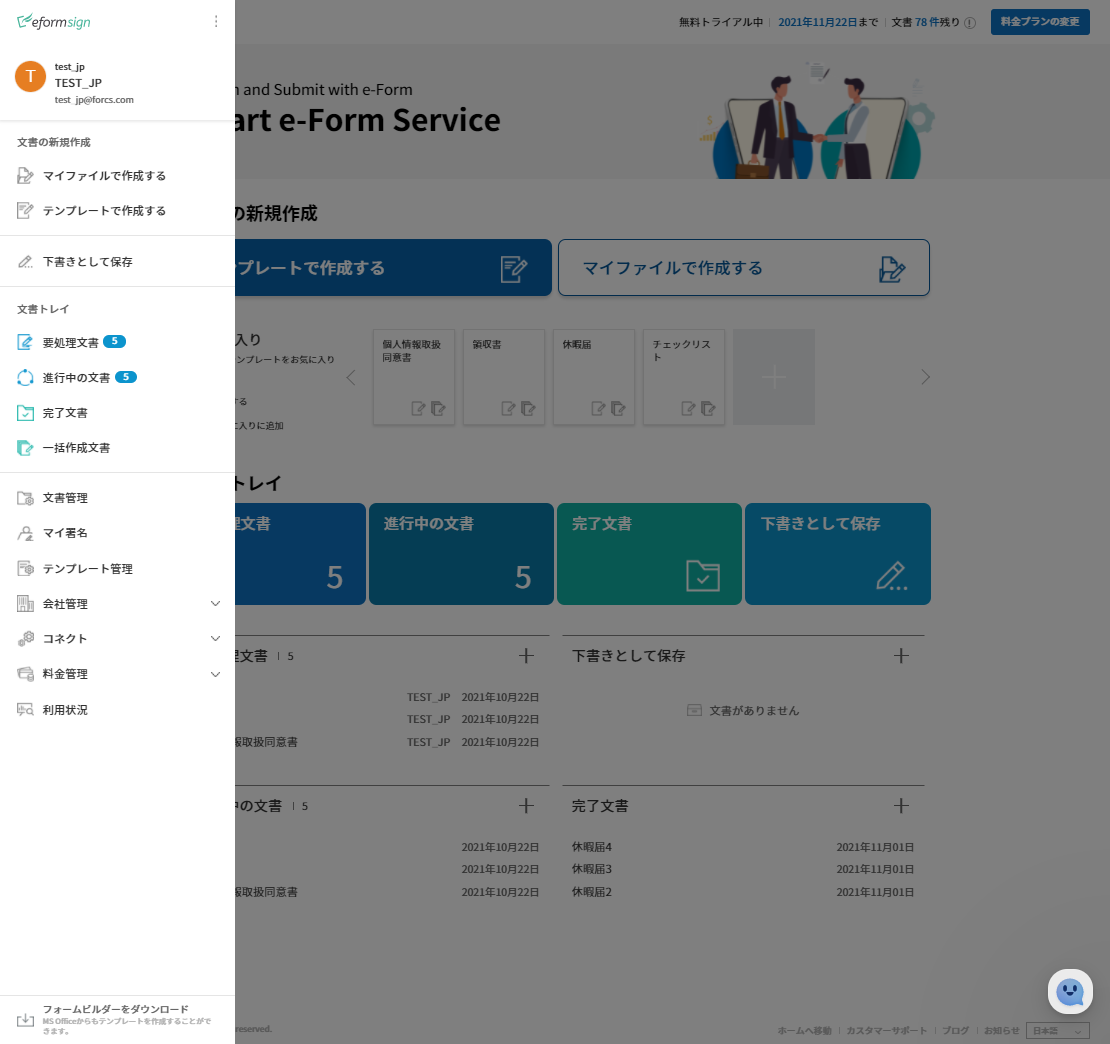 eformsign
T
test_jp
TEST_JP
test_jp@forcs.com
文書の新規作成
マイファイルで作成する
テンプレートで作成する
下書きとして保存
文書トレイ
要処理文書 5
進行中の文書 5
完了文書
一括作成文書
文書管理
マイ署名
テンプレート管理
会社管理
コネクト
料金管理
利用状況
フォームビルダーをダウンロード
MS Officeからもテンプレートを作成することがで
きます。
無料トライアル中 | 2021年11月22日まで | 文書 78 件残り
料金プランの変更
and Submit with e-Form
art e-Form Service
の新規作成
プレートで作成する
マイファイルで作成する
入り
ンプレートをお気に入り
する
に入りに追加
個人情報取扱
同意書
領収書
休暇届
チェックリス
ト
トレイ
理文書
5
進行中の文書
5
完了文書
下書きとして保存
理文書 | 5
TEST_JP 2021年10月22日
TEST_JP 2021年10月22日
報取扱同意書 TEST_JP 2021年10月22日
下書きとして保存
文書がありません
中の文書 | 5
2021年10月22日
2021年10月22日
報取扱同意書 2021年10月22日
完了文書
休暇届4 2021年11月01日
休暇届3 2021年11月01日
休暇届2 2021年11月01日
reserved.
ホームへ移動 | カスタマーサポート | ブログ | お知らせ
日本語